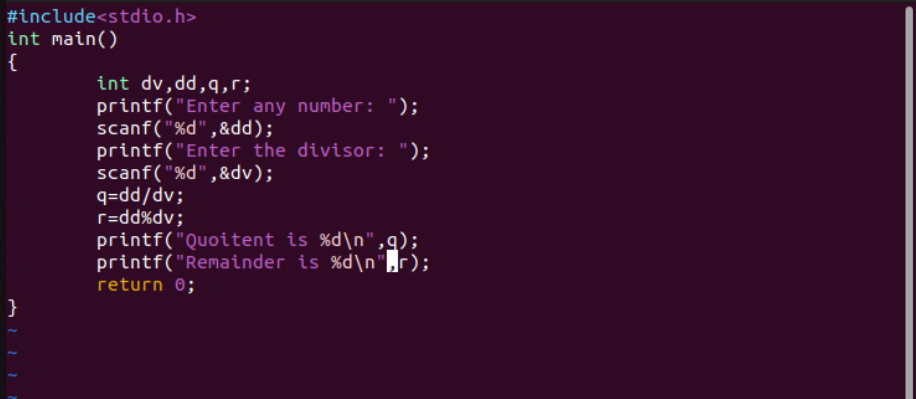 #include<stdio.h>
int main()
{
        int dv,dd,q,r;
        printf("Enter any number: ");
        scanf("%d",&dd);
        printf("Enter the divisor: ");
        scanf("%d",&dv);
        q=dd/dv;
        r=dd%dv;
        printf("Quoitent is %d\n",q);
        printf("Remainder is %d\n",r);
        return 0;
}
~
~
~
~